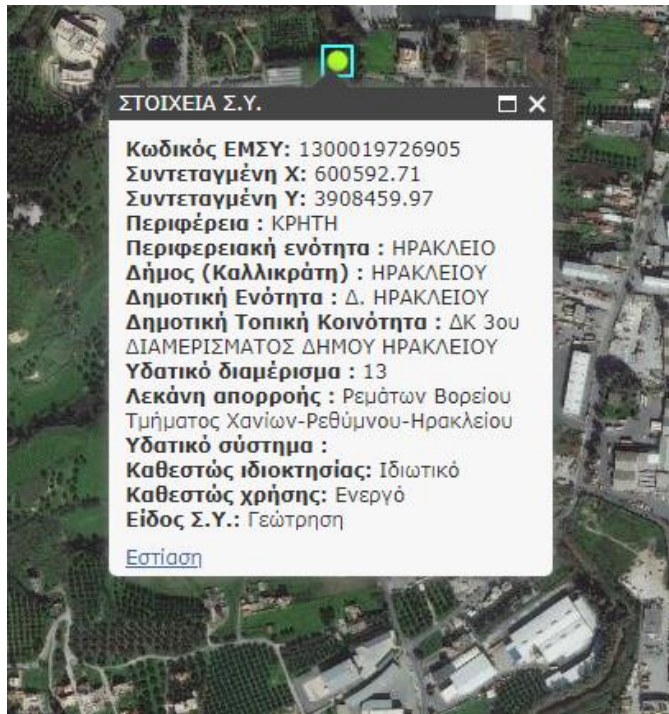 ΣΤΟΙΧΕΙΑ Σ.Υ.
Κωδικός ΕΜΣΥ: 1300019726905
Συντεταγμένη Χ: 600592.71
Συντεταγμένη Υ: 3908459.97
Περιφέρεια : ΚΡΗΤΗ
Περιφερειακή ενότητα : ΗΡΑΚΛΕΙΟ
Δήμος (Καλλικράτη) : ΗΡΑΚΛΕΙΟΥ
Δημοτική Ενότητα : Δ. ΗΡΑΚΛΕΙΟΥ
Δημοτική Τοπική Κοινότητα : ΔΚ 3ου
ΔΙΑΜΕΡΙΣΜΑΤΟΣ ΔΗΜΟΥ ΗΡΑΚΛΕΙΟΥ
Υδατικό διαμέρισμα : 13
Λεκάνη απορροής : Ρεμάτων Βορείου
Τμήματος Χανίων-Ρεθύμνου-Ηρακλείου
Υδατικό σύστημα :
Καθεστώς ιδιοκτησίας: Ιδιωτικό
Καθεστώς χρήσης: Ενεργό
Είδος Σ.Υ.: Γεώτρηση
Εστίαση